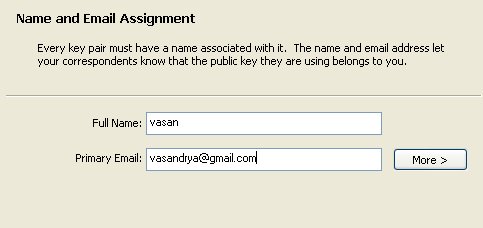 Name and Email Assignment
Every key pair must have a name associated with it.  The name and email address let
your correspondents know that the public key they are using belongs to you.
Full Name: vasan
Primary Email: vasandrya@gmail.com More >